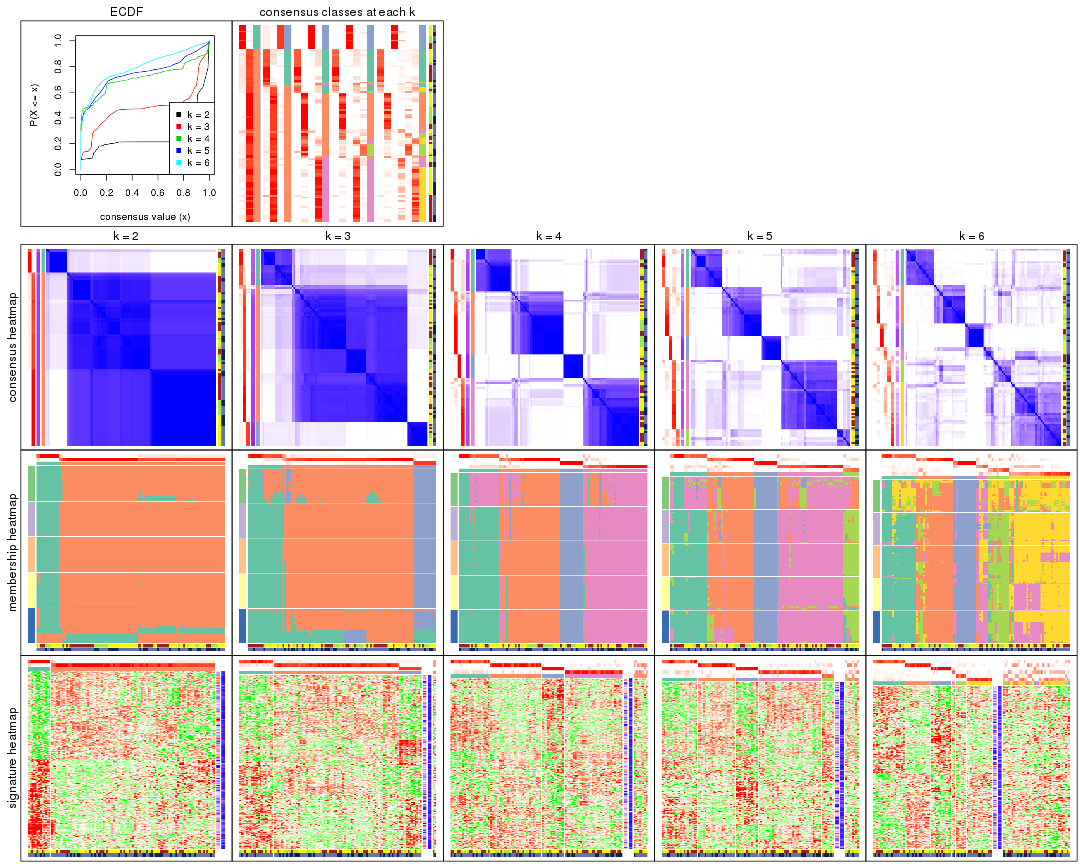 ECDF
consensus classes at each k
P(X <= x)
0.0
0.2
0.4
0.6
0.8
1.0
k = 2
k = 3
k = 4
k = 5
k = 6
0.0 0.2 0.4 0.6 0.8 1.0
consensus value (x)
k = 2
k = 3
k = 4
k = 5
k = 6
consensus heatmap
membership heatmap
signature heatmap